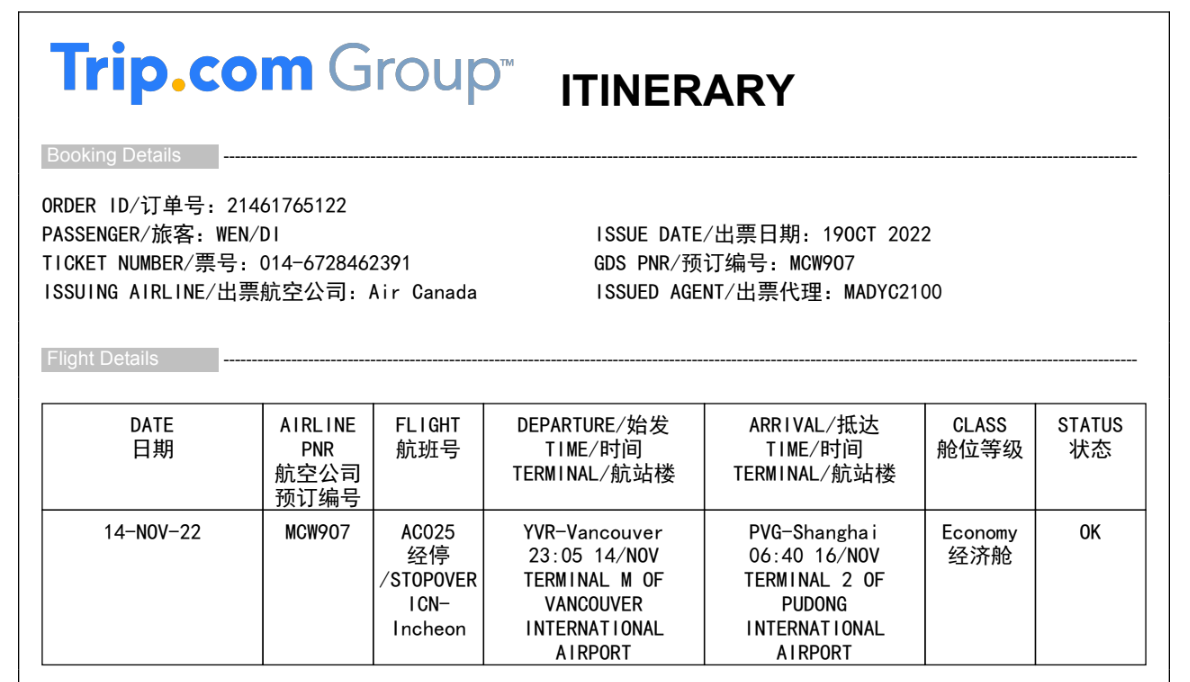 Trip.com Group™ ITINERARY
Booking Details
ORDER ID/订单号: 21461765122
PASSENGER/旅客: WEN/DI ISSUE DATE/出票日期: 19OCT 2022
TICKET NUMBER/票号: 014-6728462391 GDS PNR/预订编号: MCW907
ISSUING AIRLINE/出票航空公司: Air Canada ISSUED AGENT/出票代理: MADYC2100
Flight Details
DATE
日期
AIRLINE
PNR
航空公司
预订编号
FLIGHT
航班号
DEPARTURE/始发
TIME/时间
TERMINAL/航站楼
ARRIVAL/抵达
TIME/时间
TERMINAL/航站楼
CLASS
舱位等级
STATUS
状态
14-NOV-22
MCW907
AC025
经停
/STOPOVER
ICN-
Incheon
YVR-Vancouver
23:05 14/NOV
TERMINAL M OF
VANCOUVER
INTERNATIONAL
AIRPORT
PVG-Shanghai
06:40 16/NOV
TERMINAL 2 OF
PUDONG
INTERNATIONAL
AIRPORT
Economy
经济舱
OK